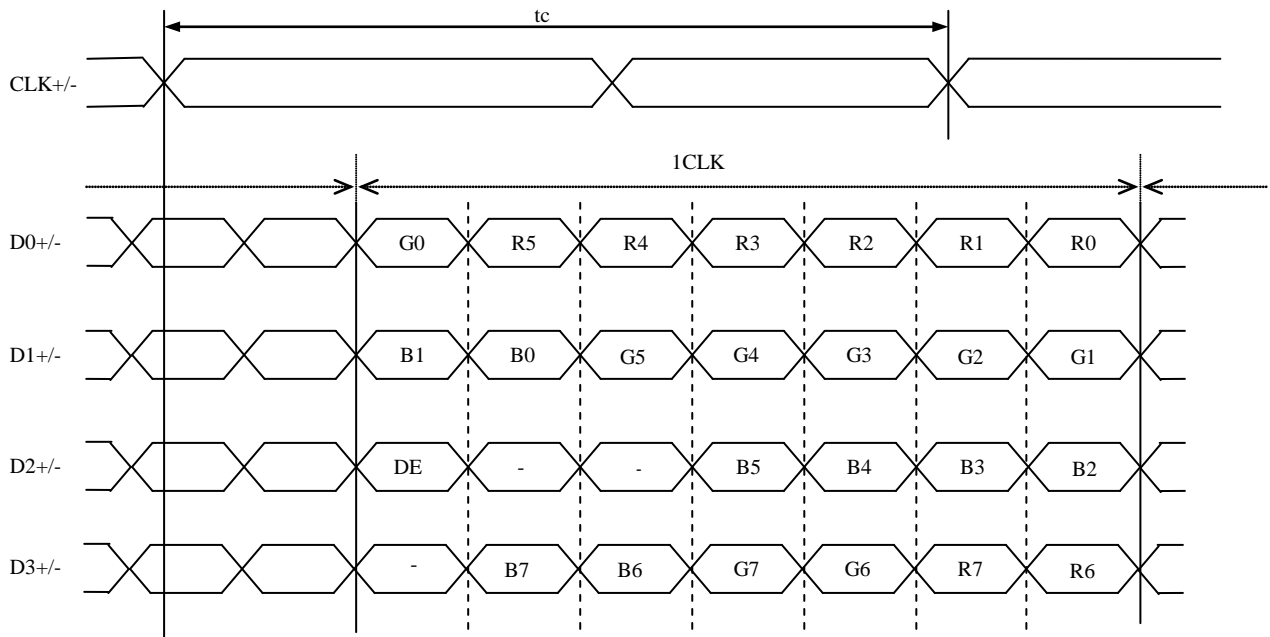 tc
CLK+/-
1CLK
D0+/- G0 R5 R4 R3 R2 R1 R0
D1+/- B1 B0 G5 G4 G3 G2 G1
D2+/- DE - - B5 B4 B3 B2
D3+/- - B7 B6 G7 G6 R7 R6